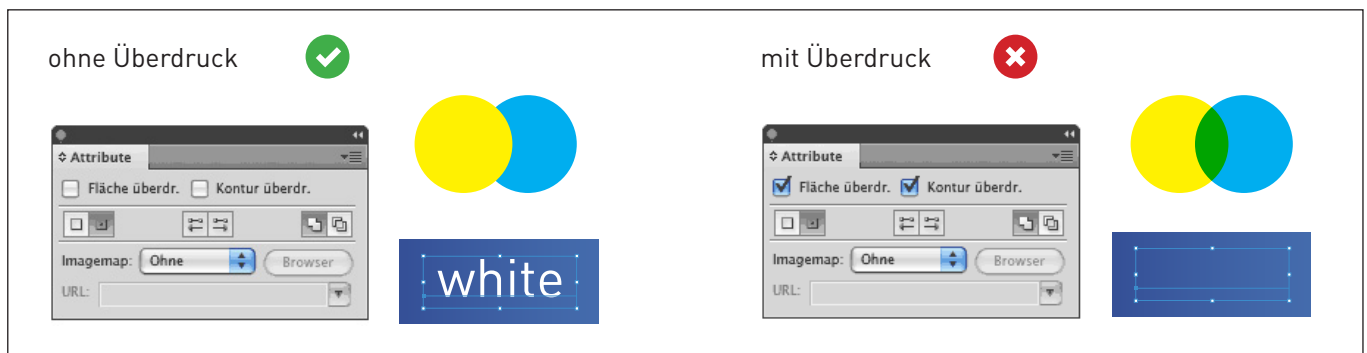 ohne Überdruck
Attribute
Fläche überdr. Kontur überdr.
Imagemap: Ohne Browser
URL:
white
mit Überdruck
Attribute
Fläche überdr. Kontur überdr.
Imagemap: Ohne Browser
URL: